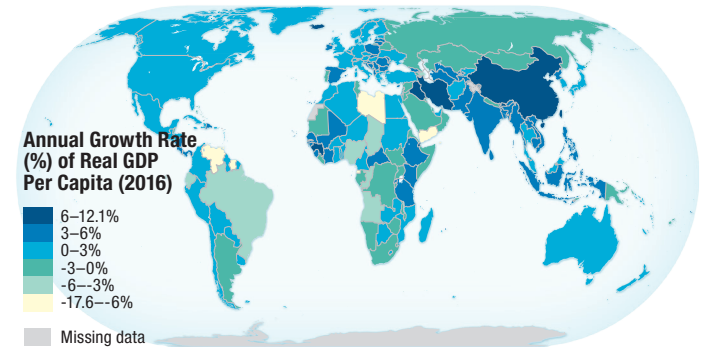 Annual Growth Rate
(%) of Real GDP
Per Capita (2016)
6–12.1%
3–6%
0–3%
-3–0%
-6–-3%
-17.6–-6%
Missing data